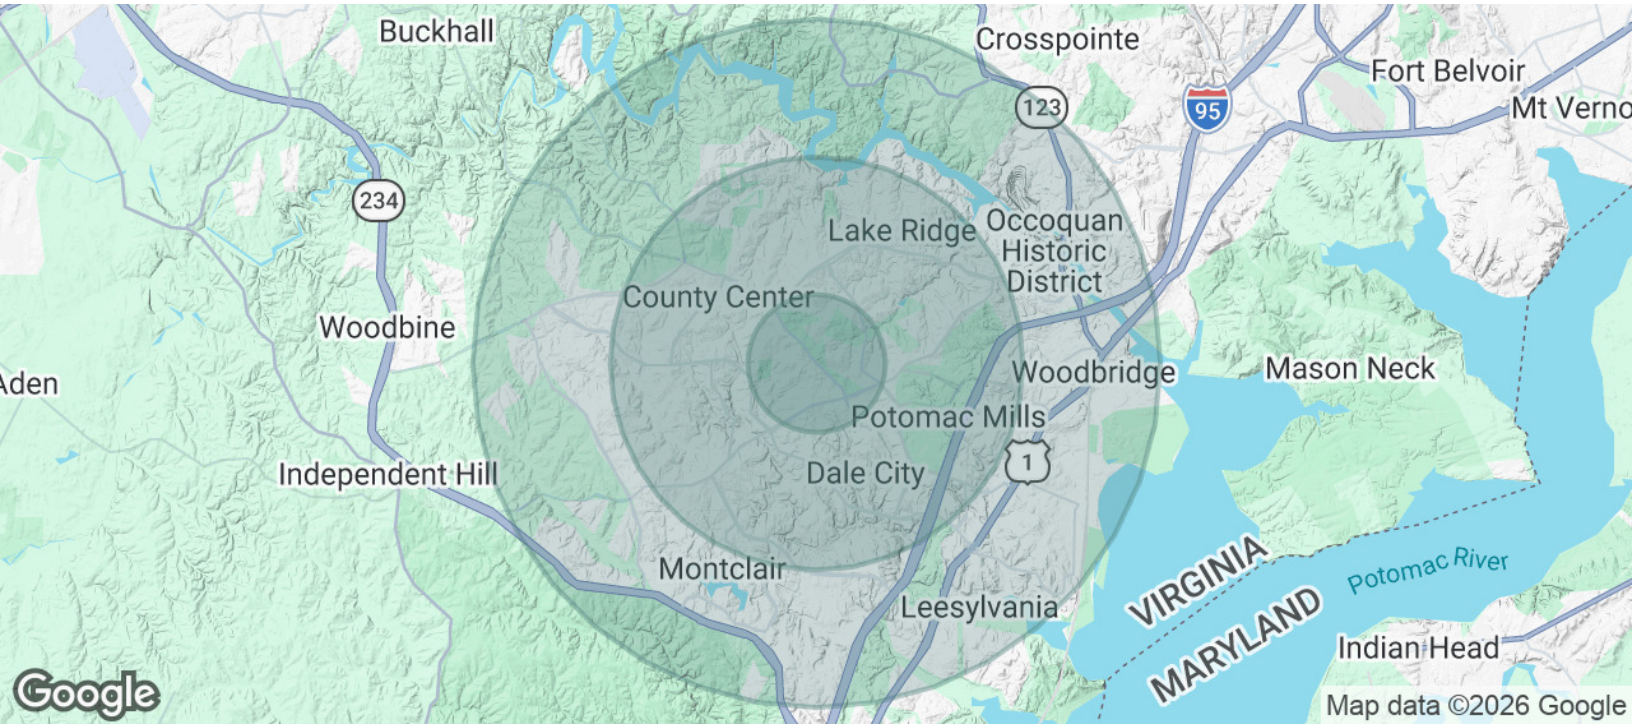 Buckhall
Crosspointe
Fort Belvoir
123
95
Mt Verno
234
Lake Ridge
Occoquan
Historic
District
County Center
Woodbine
Aden
Woodbridge
Mason Neck
Potomac Mills
1
Dale City
Independent Hill
Montclair
Leesylvania
VIRGINIA
MARYLAND
Potomac River
Indian Head
Google
Map data ©2026 Google